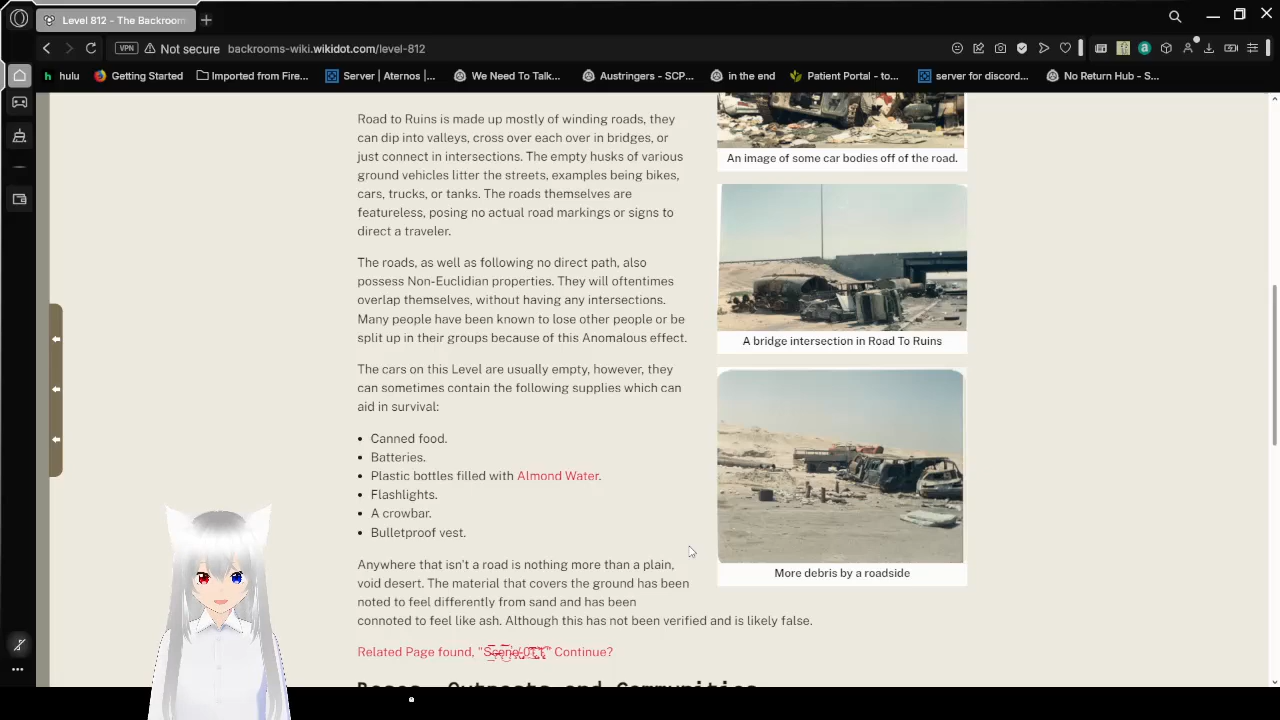 Level 812 - The Backroom
VPN
Not secure
backrooms-wiki.wikidot.com/level-812
hulu
Getting Started
Imported from Fire...
Server | Aternos |...
We Need To Talk...
Austringers - SCP...
in the end
Patient Portal - to...
server for discord...
No Return Hub - S...
Road to Ruins is made up mostly of winding roads, they
can dip into valleys, cross over each over in bridges, or
just connect in intersections. The empty husks of various
ground vehicles litter the streets, examples being bikes,
cars, trucks, or tanks. The roads themselves are
featureless, posing no actual road markings or signs to
direct a traveler.
The roads, as well as following no direct path, also
possess Non-Euclidian properties. They will oftentimes
overlap themselves, without having any intersections.
Many people have been known to lose other people or be
split up in their groups because of this Anomalous effect.
The cars on this Level are usually empty, however, they
can sometimes contain the following supplies which can
aid in survival:
• Canned food.
• Batteries.
• Plastic bottles filled with Almond Water.
• Flashlights.
• A crowbar.
• Bulletproof vest.
An image of some car bodies off of the road.
A bridge intersection in Road To Ruins
More debris by a roadside
Anywhere that isn't a road is nothing more than a plain,
void desert. The material that covers the ground has been
noted to feel differently from sand and has been
connoted to feel like ash. Although this has not been verified and is likely false.
Related Page found, "Scene-011" Continue?
Bases, Outposts and Communities